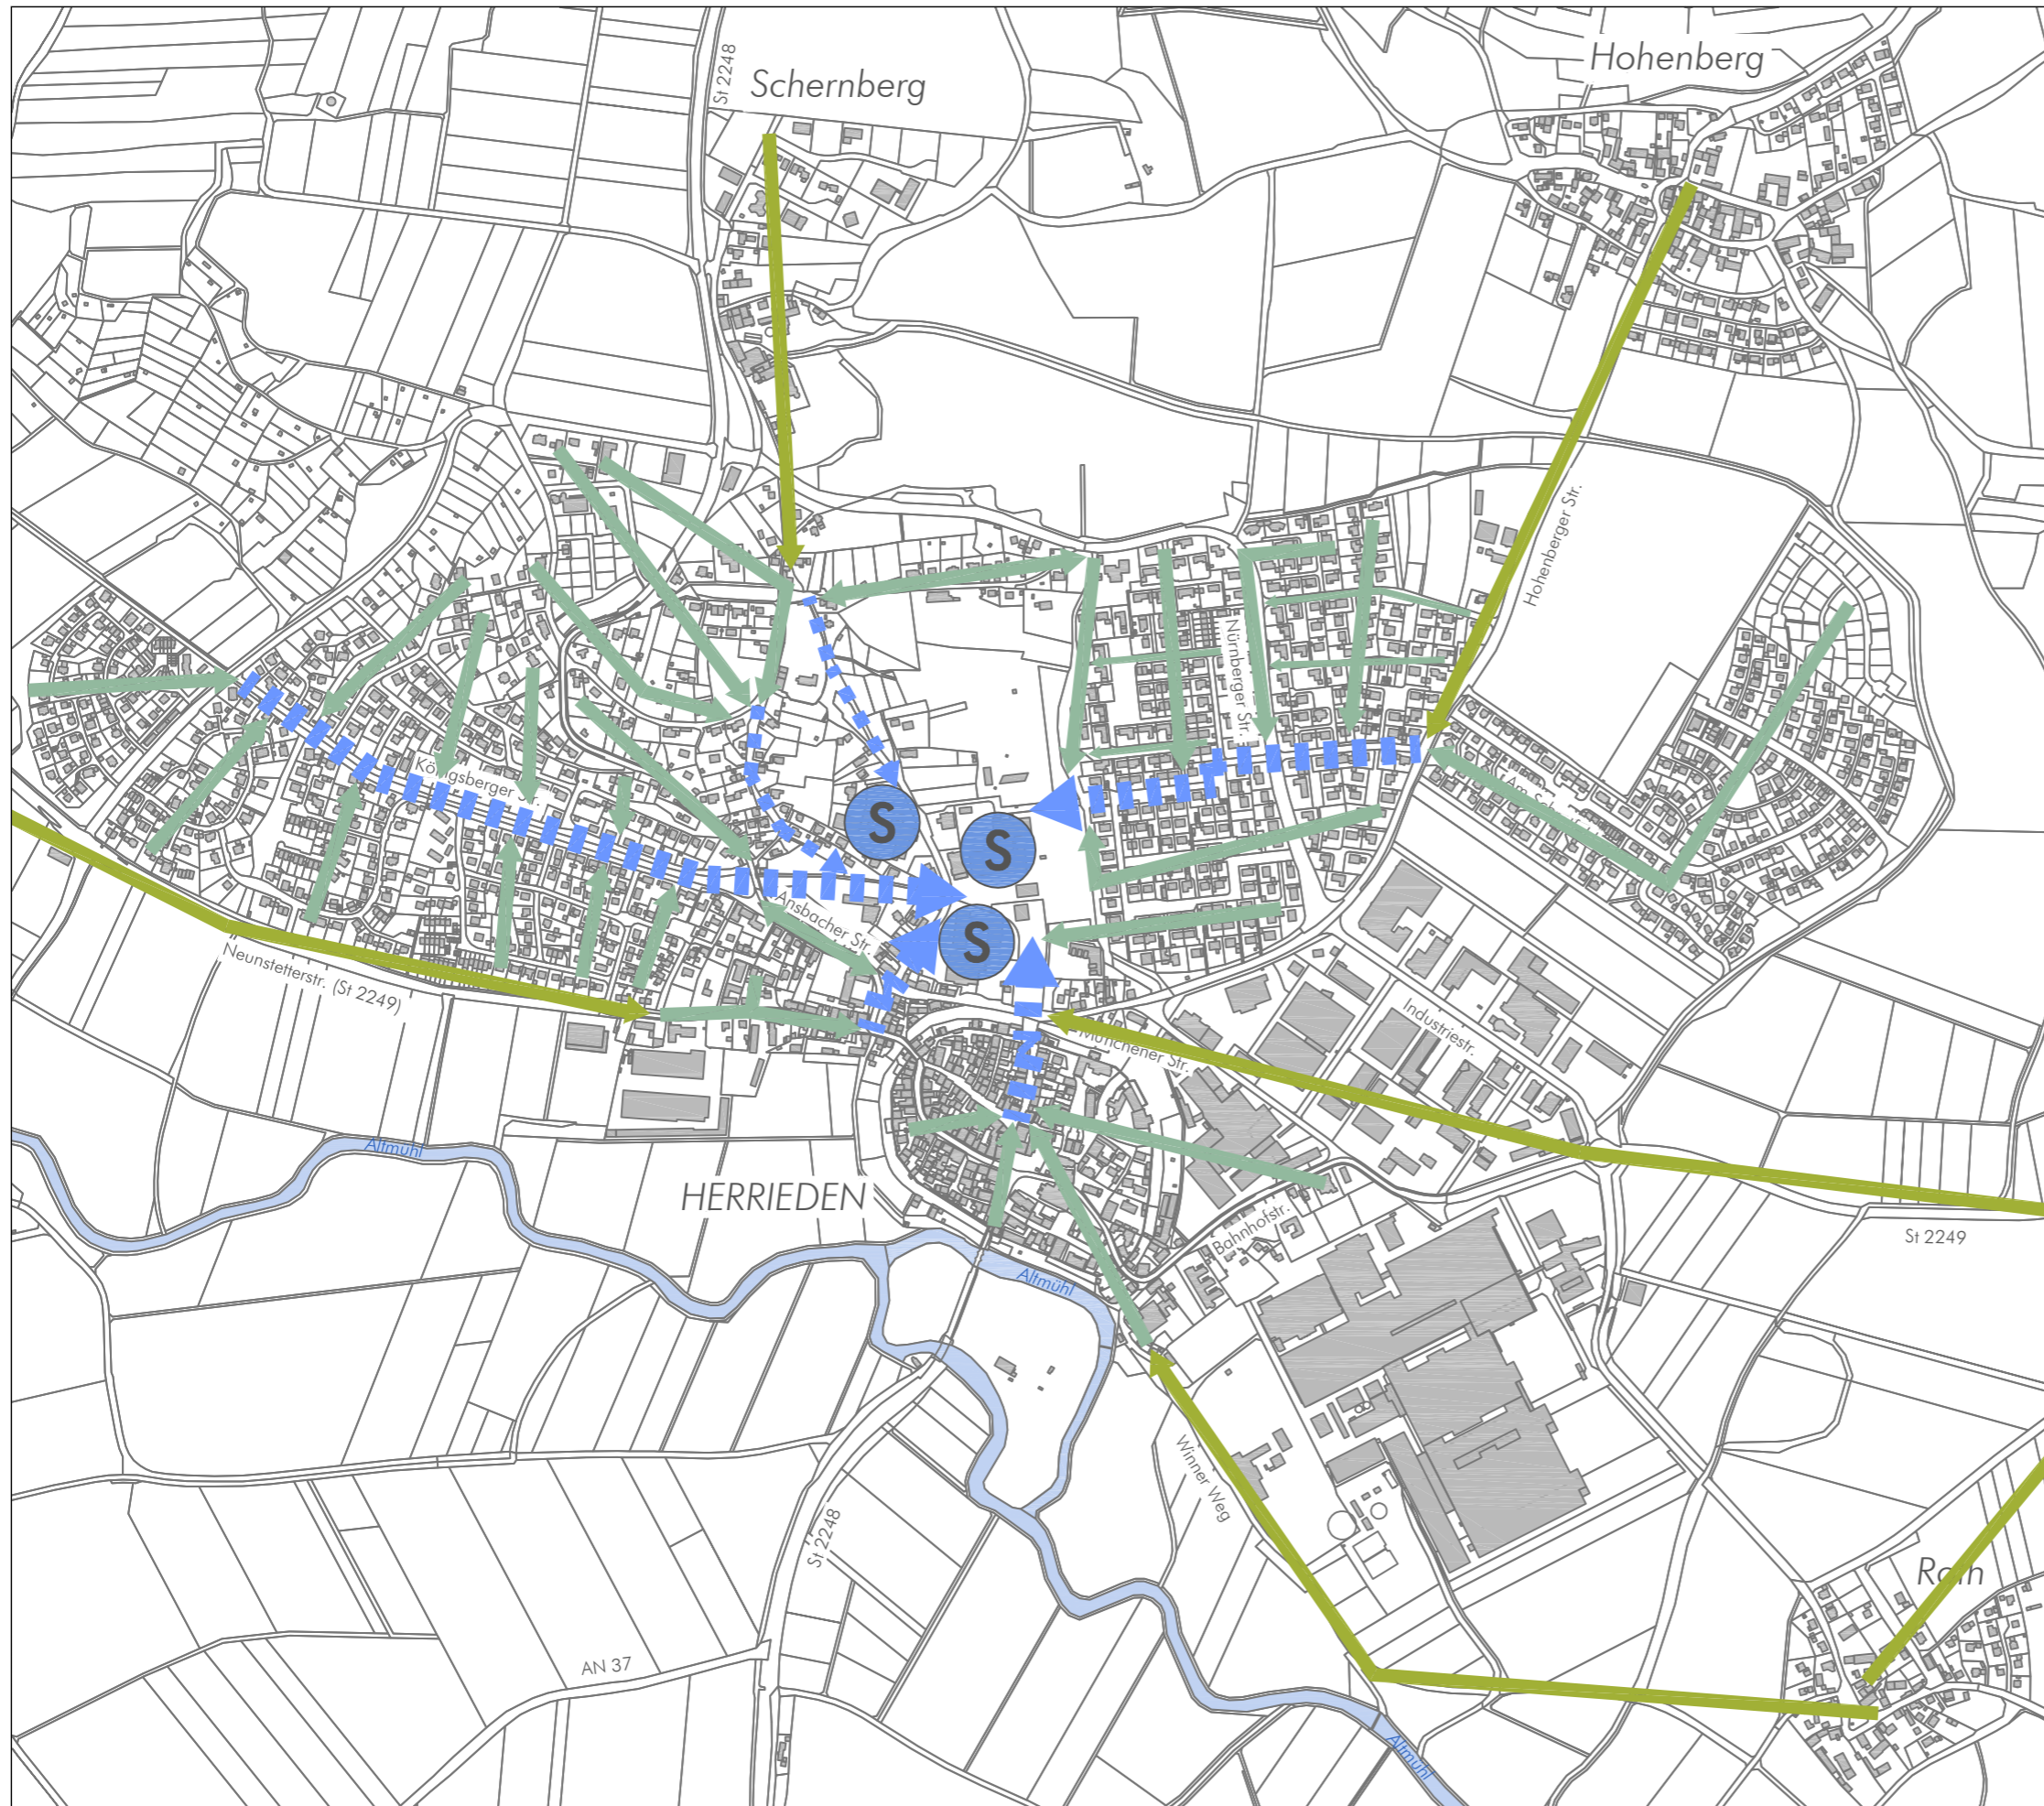 Hohenberg
St 2248
Schernberg
Hohenberger Str.
Nürnberger Str.
Königsberger Str.
S
S
Ansbacher Str.
S
Neunstetterstr. (St 2249)
Industriestr.
Münchener Str.
Altmühl
HERRIEDEN
Bahnhofstr.
St 2249
Altmühl
Winner Weg
St 2248
AN 37
Altmühl